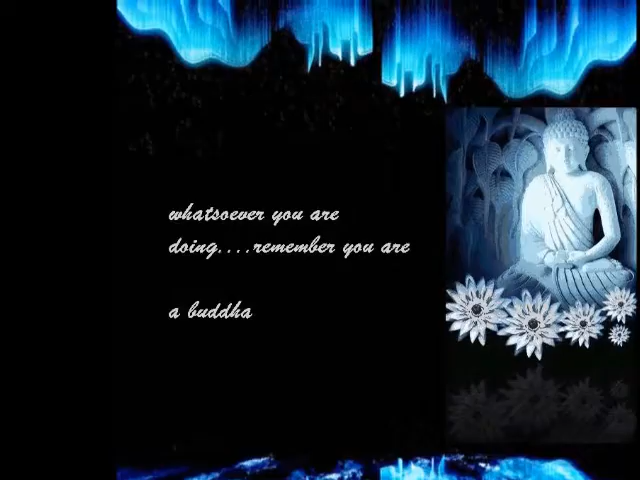 whatsoever you are
doing....remember you are
a buddha